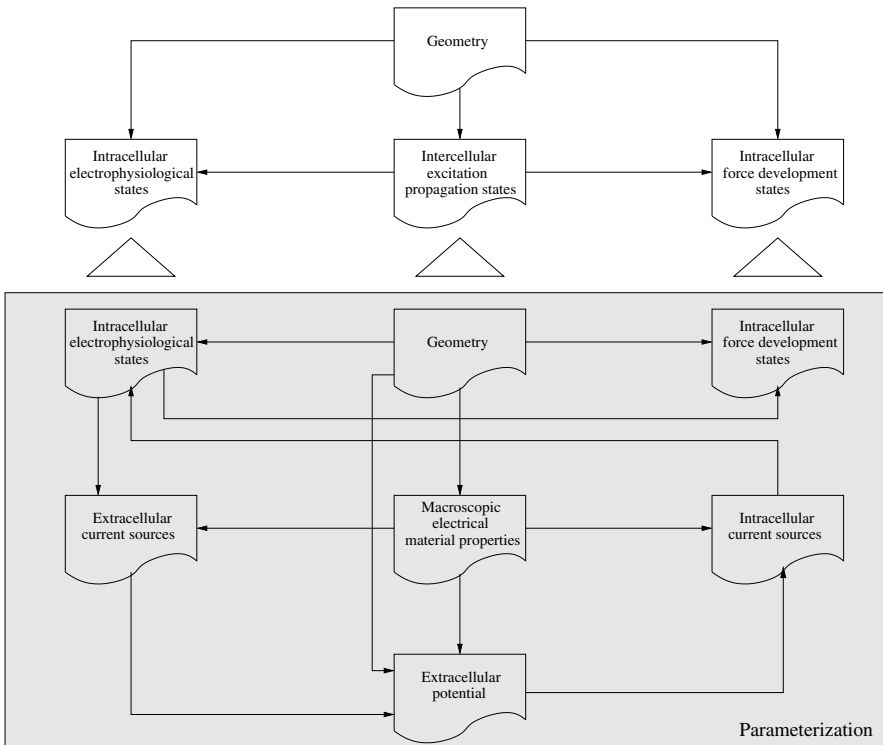 Geometry
Intracellular
electrophysiological
states
Intercellular
excitation
propagation states
Intracellular
force development
states
Intracellular
electrophysiological
states
Geometry
Intracellular
force development
states
Extracellular
current sources
Macroscopic
electrical
material properties
Intracellular
current sources
Extracellular
potential
Parameterization